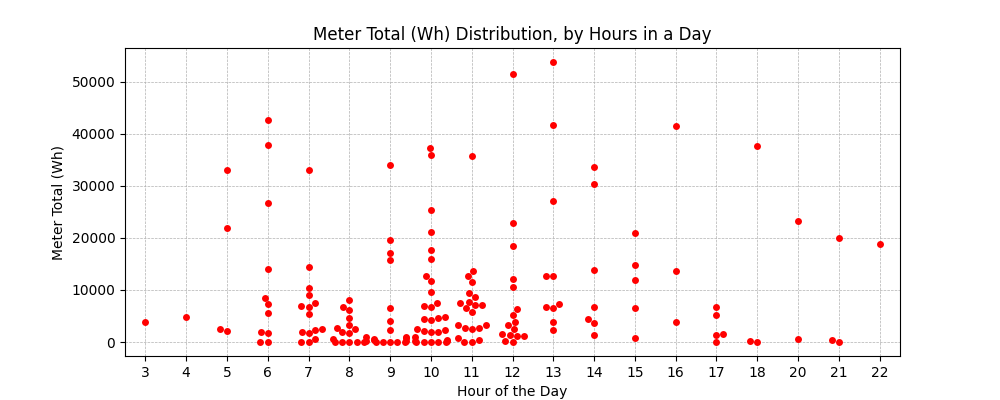 Meter Total (Wh) Distribution, by Hours in a Day
Meter Total (Wh)
50000
40000
30000
20000
10000
0
3 4 5 6 7 8 9 10 11 12 13 14 15 16 17 18 20 21 22
Hour of the Day